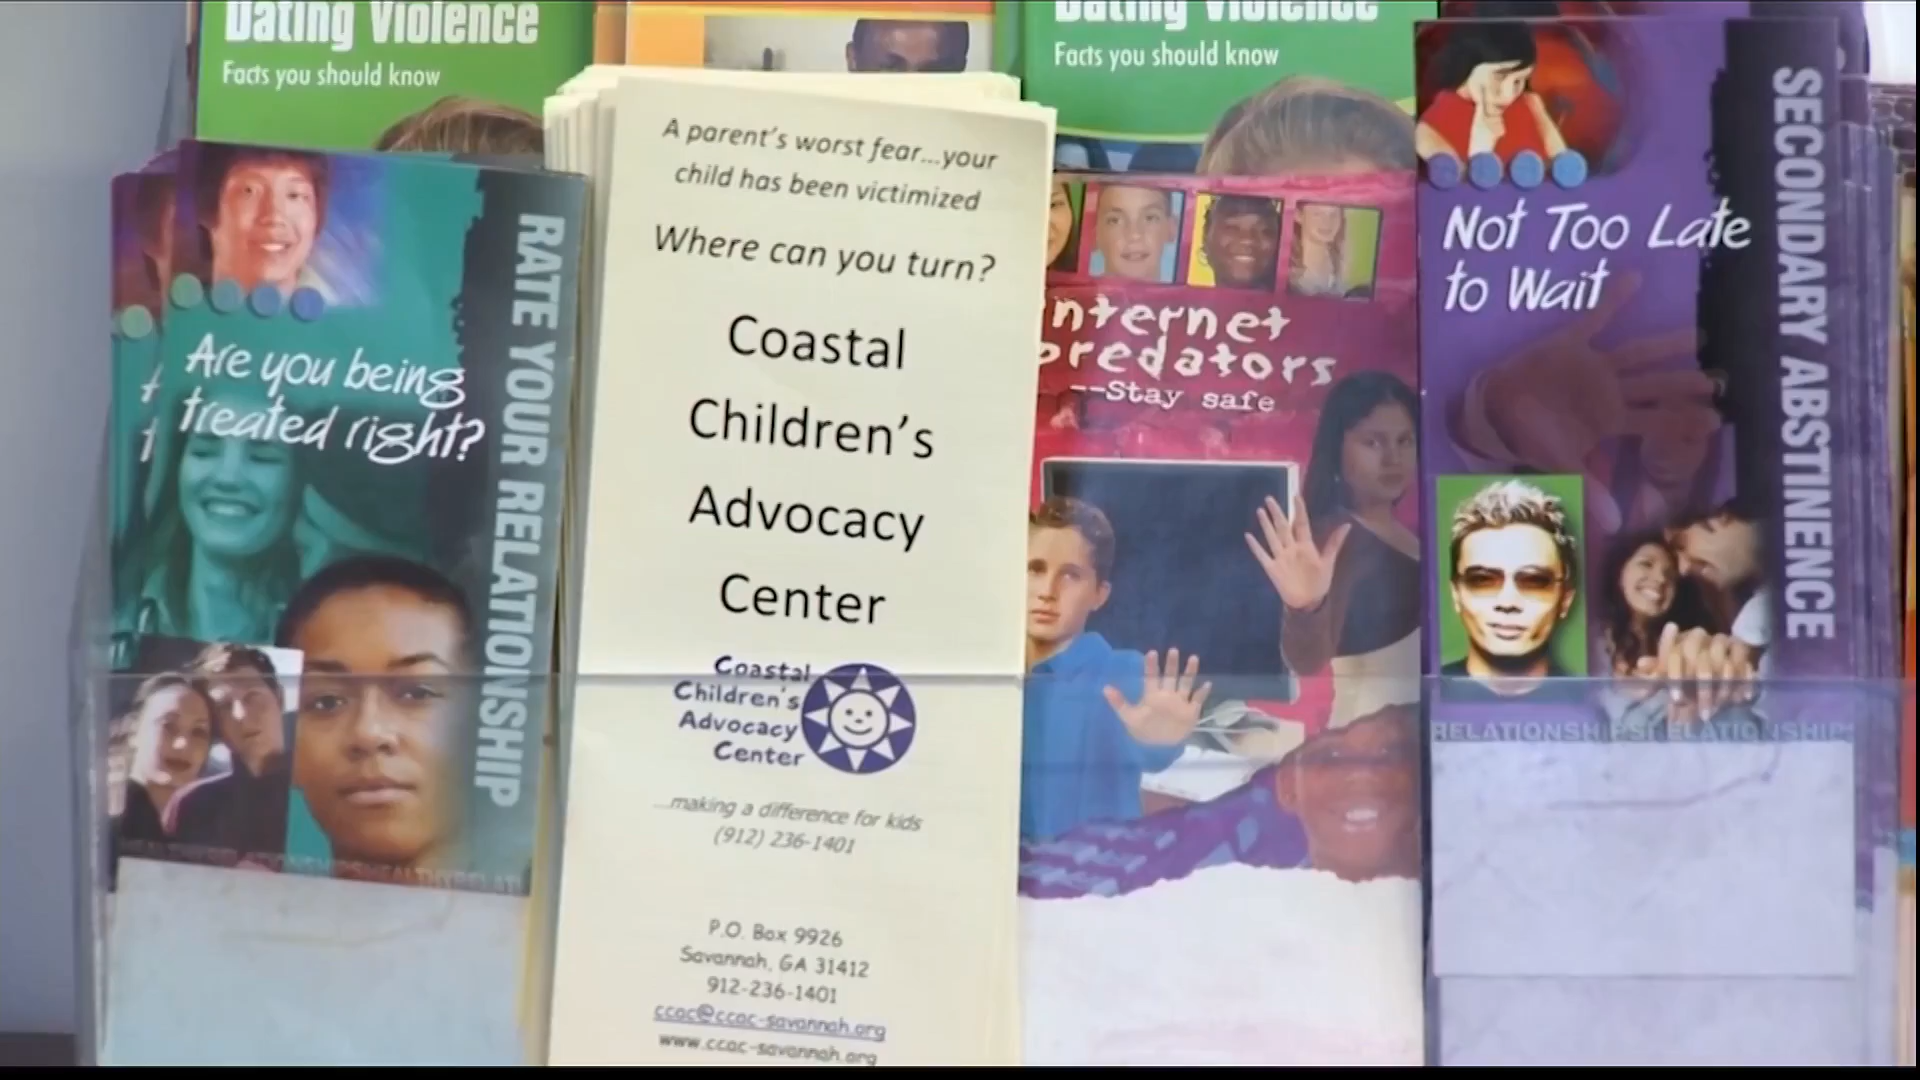 Dating Violence
Facts you should know
Dating Violence
Facts you should know
Are you being
treated right?
RATE YOUR RELATIONSHIP
A parent's worst fear...your
child has been victimized
Where can you turn?
Coastal
Children's
Advocacy
Center
Coastal
Children's
Advocacy
Center
...making a difference for kids
(912) 236-1401
P.O. Box 9926
Savannah, GA 31412
912-236-1401
ccac@ccac-savannah.org
www.ccac-savannah.org
Internet
predators
--Stay safe
Not Too Late
to Wait
SECONDARY ABSTINENCE
RELATIONSHIPS